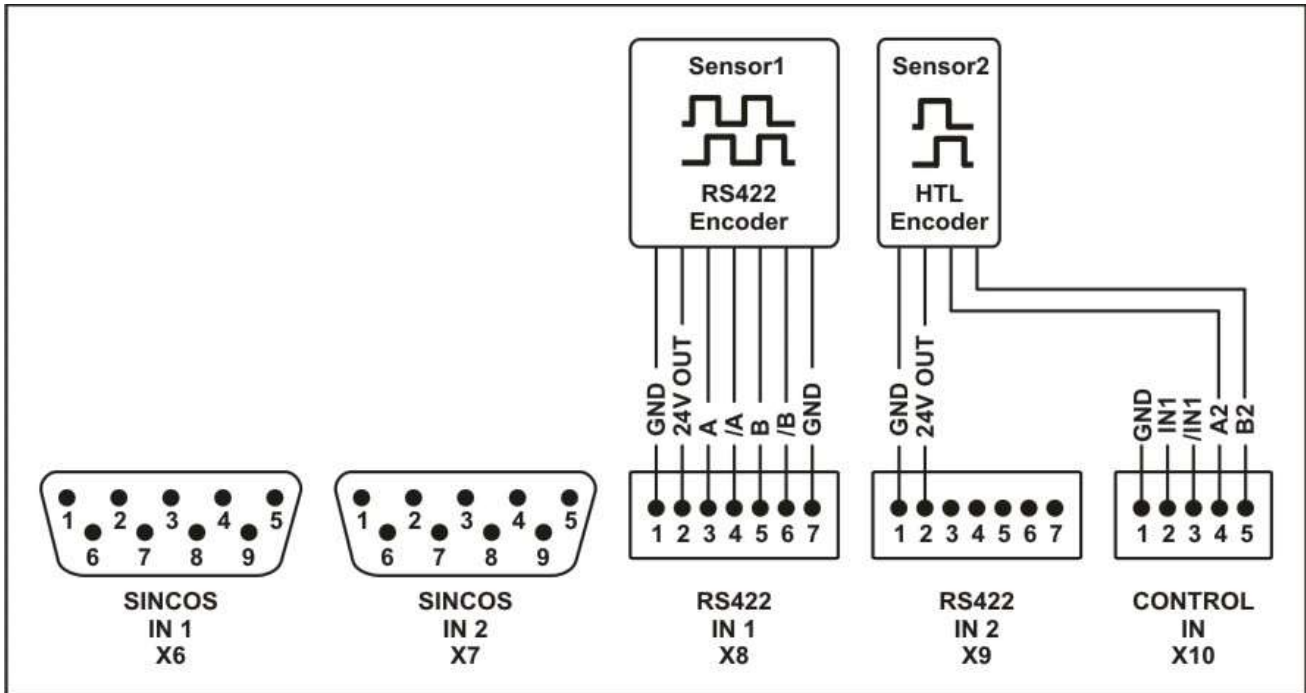 Sensor1
RS422
Encoder
Sensor2
HTL
Encoder
GND
24V OUT
A
/A
B
/B
GND
GND
24V OUT
GND
IN1
/IN1
A2
B2
1 2 3 4 5
6 7 8 9
SINCOS
IN 1
X6
1 2 3 4 5
6 7 8 9
SINCOS
IN 2
X7
1 2 3 4 5 6 7
RS422
IN 1
X8
1 2 3 4 5 6 7
RS422
IN 2
X9
1 2 3 4 5
CONTROL
IN
X10